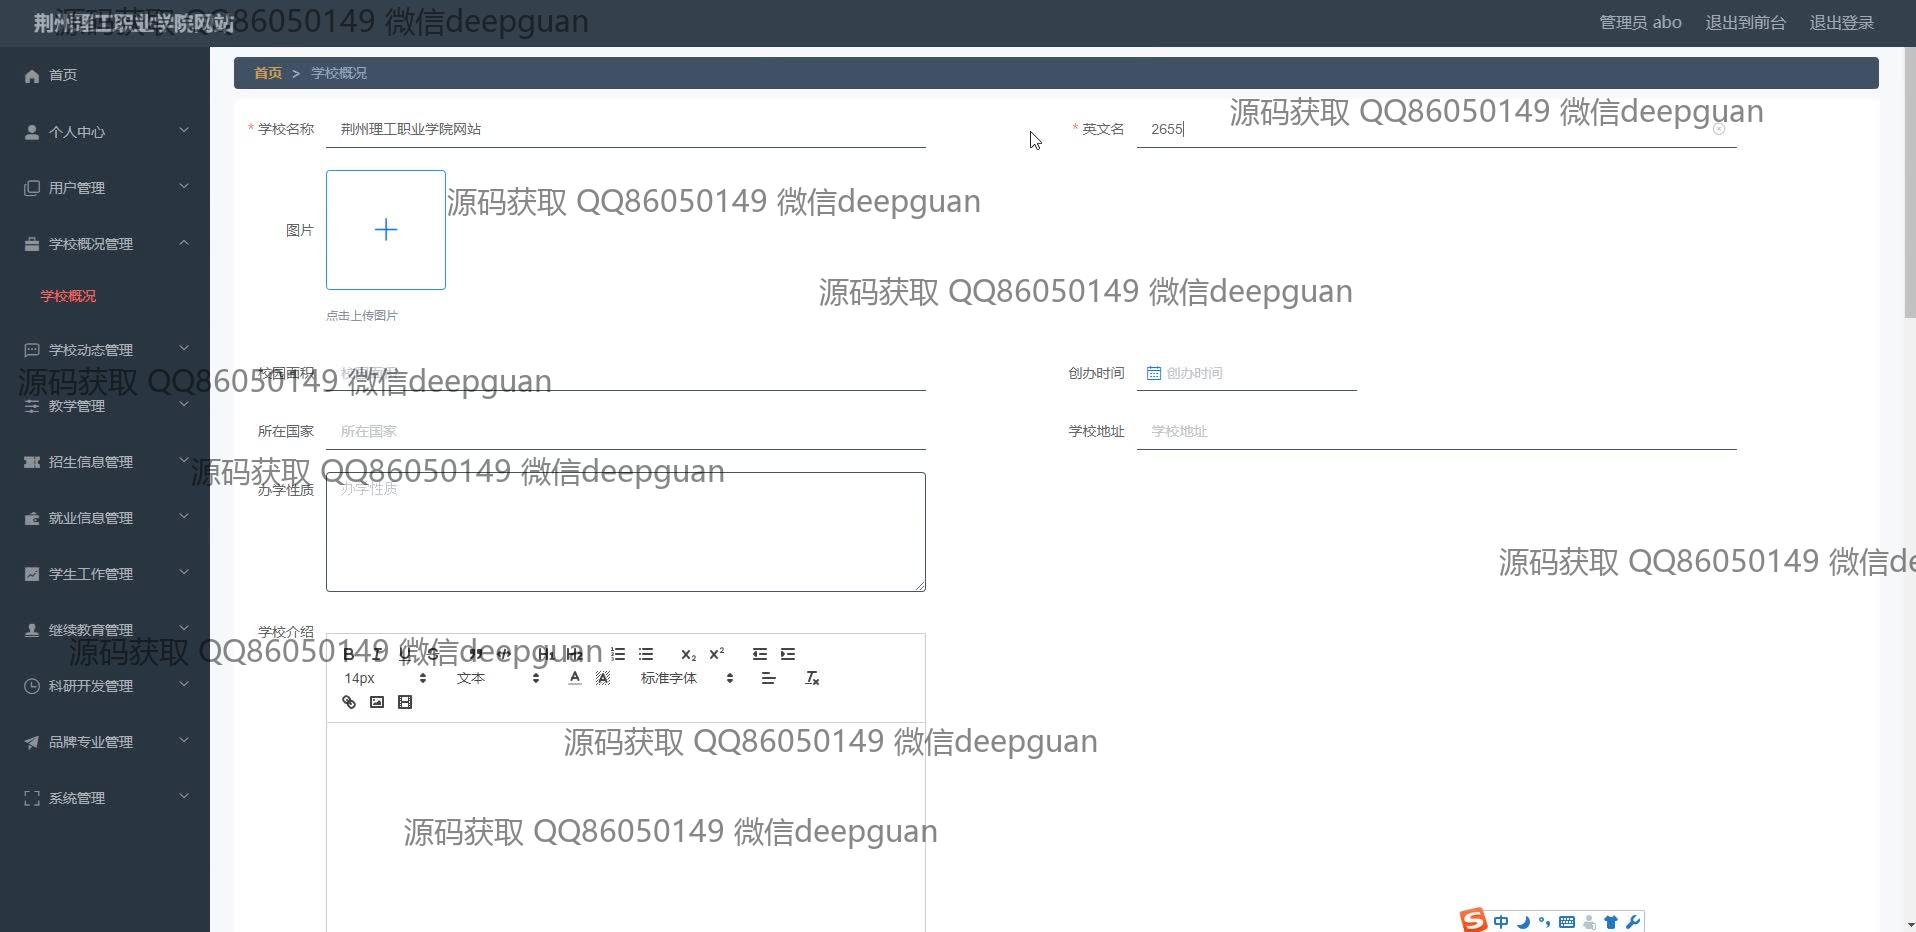 荆州理工职业学院网站
源码获取 QQ86050149 微信deepguan
管理员 abo 退出到前台 退出登录
首页
个人中心
用户管理
学校概况管理
学校概况
学校动态管理
教学管理
招生信息管理
就业信息管理
学生工作管理
继续教育管理
科研开发管理
品牌专业管理
系统管理
首页 > 学校概况
* 学校名称 荆州理工职业学院网站
* 英文名 2655
源码获取 QQ86050149 微信deepguan
图片
源码获取 QQ86050149 微信deepguan
源码获取 QQ86050149 微信deepguan
点击上传图片
校园面积 校园面积
创办时间 创办时间
源码获取 QQ86050149 微信deepguan
所在国家 所在国家
学校地址 学校地址
源码获取 QQ86050149 微信deepguan
办学性质 办学性质
源码获取 QQ86050149 微信de
学校介绍
源码获取 QQ86050149 微信deepguan
B I U S H1 H2 X₂ X²
14px 文本 A A 标准字体 Tx
源码获取 QQ86050149 微信deepguan
源码获取 QQ86050149 微信deepguan
S 中